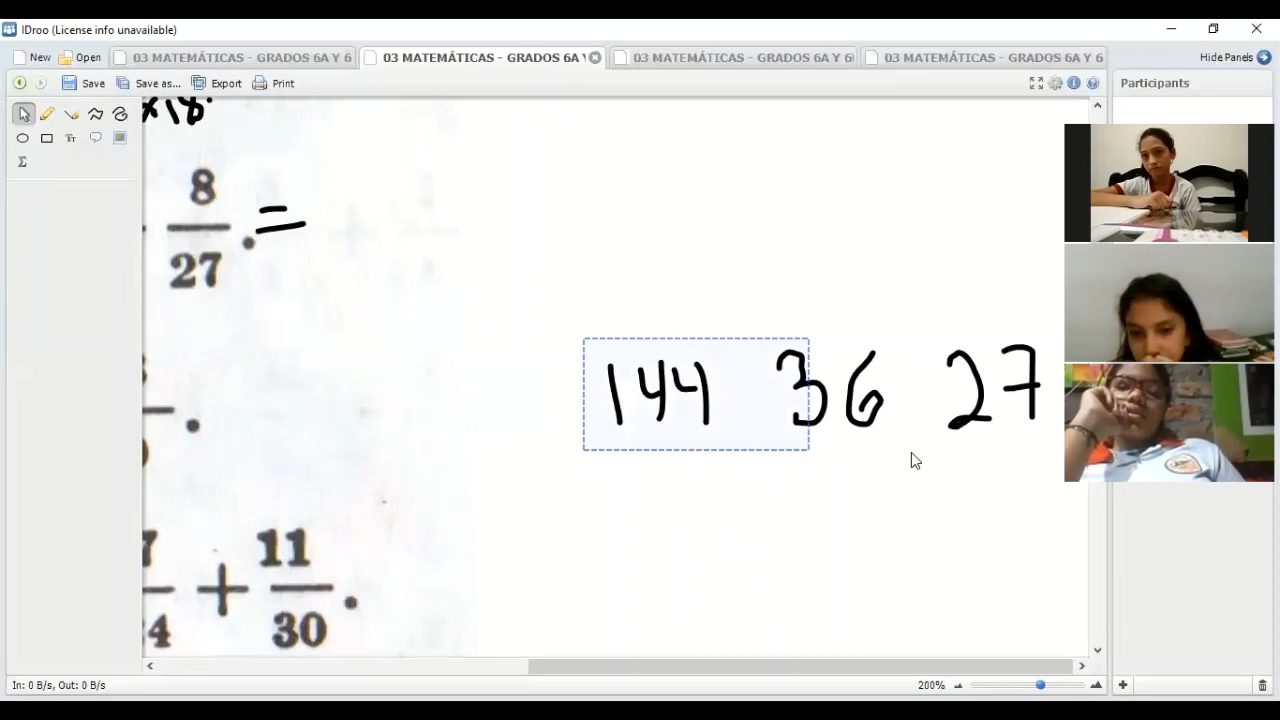 IDroo (License info unavailable)
New Open 03 MATEMÁTICAS - GRADOS 6A Y 6 03 MATEMÁTICAS - GRADOS 6A Y 03 MATEMÁTICAS - GRADOS 6A Y 6 03 MATEMÁTICAS - GRADOS 6A Y 6 Hide Panels
Save Save as... Export Print Participants
Tr
Σ
x18.
8
27 . =
144 36 27
.
11
+ .
4 30
In: 0 B/s, Out: 0 B/s 200%